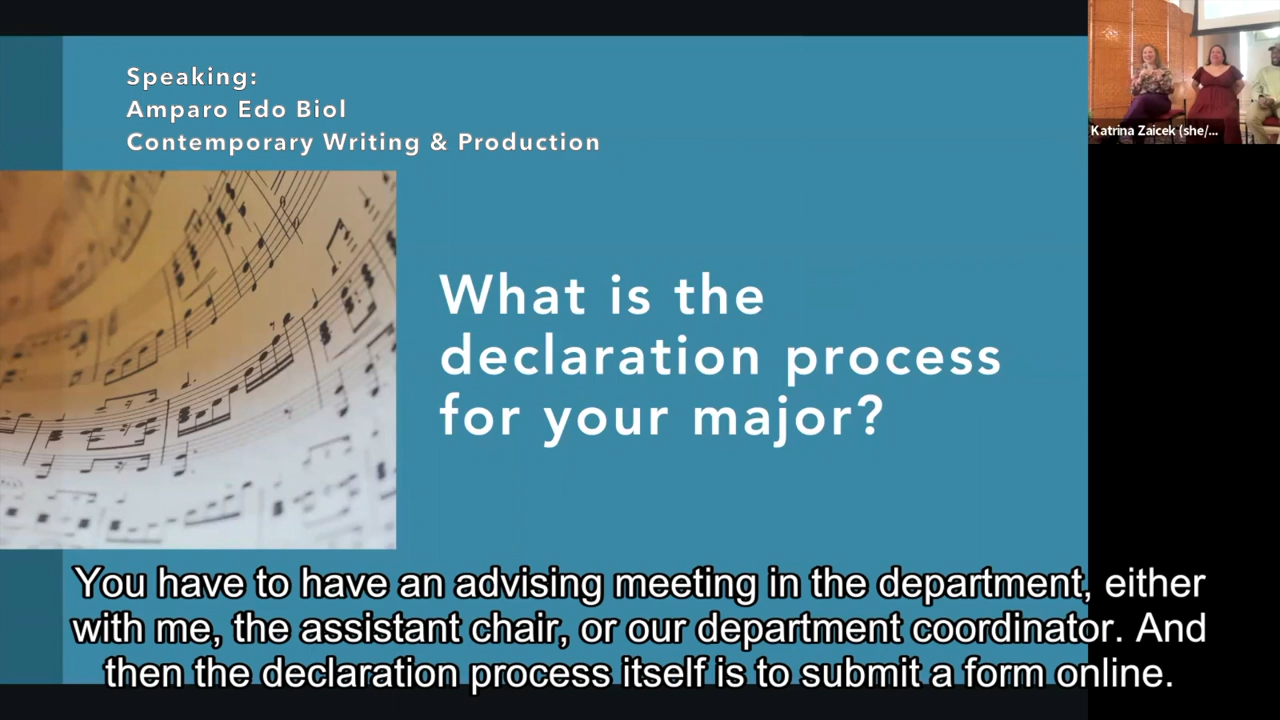 Speaking:
Amparo Edo Biol
Contemporary Writing & Production
Katrina Zaicek (she/...
What is the
declaration process
for your major?
You have to have an advising meeting in the department, either
with me, the assistant chair, or our department coordinator. And
then the declaration process itself is to submit a form online.